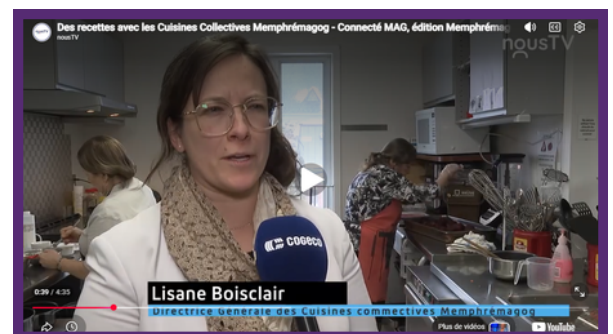 Des recettes avec les Cuisines Collectives Memphrémagog - Connecté MAG, édition Memphrémag
nousTV
nousTV
COGECO
Lisane Boisclair
Directrice Générale des Cuisines commectives Memphrémagog
0:39 / 4:35
Plus de vidéos
YouTube